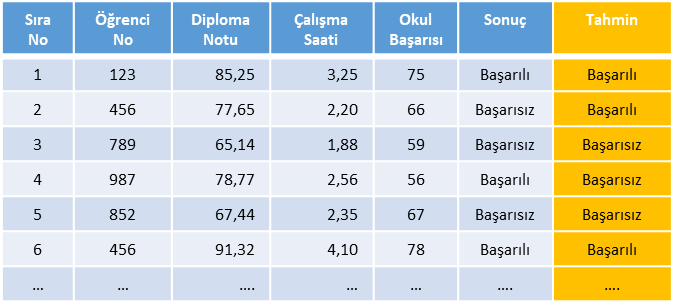 Sıra No Öğrenci No Diploma Notu Çalışma Saati Okul Başarısı Sonuç Tahmin
1 123 85,25 3,25 75 Başarılı Başarılı
2 456 77,65 2,20 66 Başarısız Başarılı
3 789 65,14 1,88 59 Başarısız Başarısız
4 987 78,77 2,56 56 Başarılı Başarısız
5 852 67,44 2,35 67 Başarısız Başarısız
6 456 91,32 4,10 78 Başarılı Başarılı
... ... .... ... ... .... ....